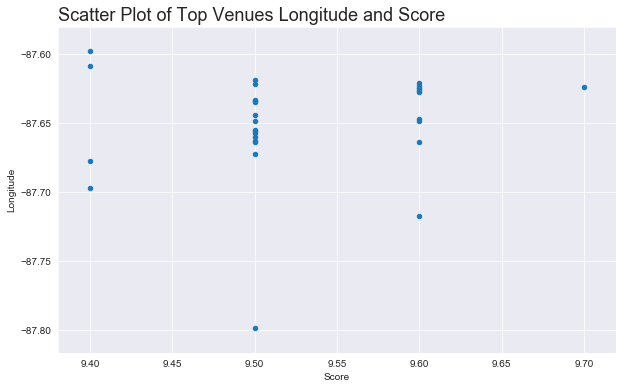 Scatter Plot of Top Venues Longitude and Score
−87.60
−87.65
−87.70
−87.75
−87.80
Longitude
9.40 9.45 9.50 9.55 9.60 9.65 9.70
Score